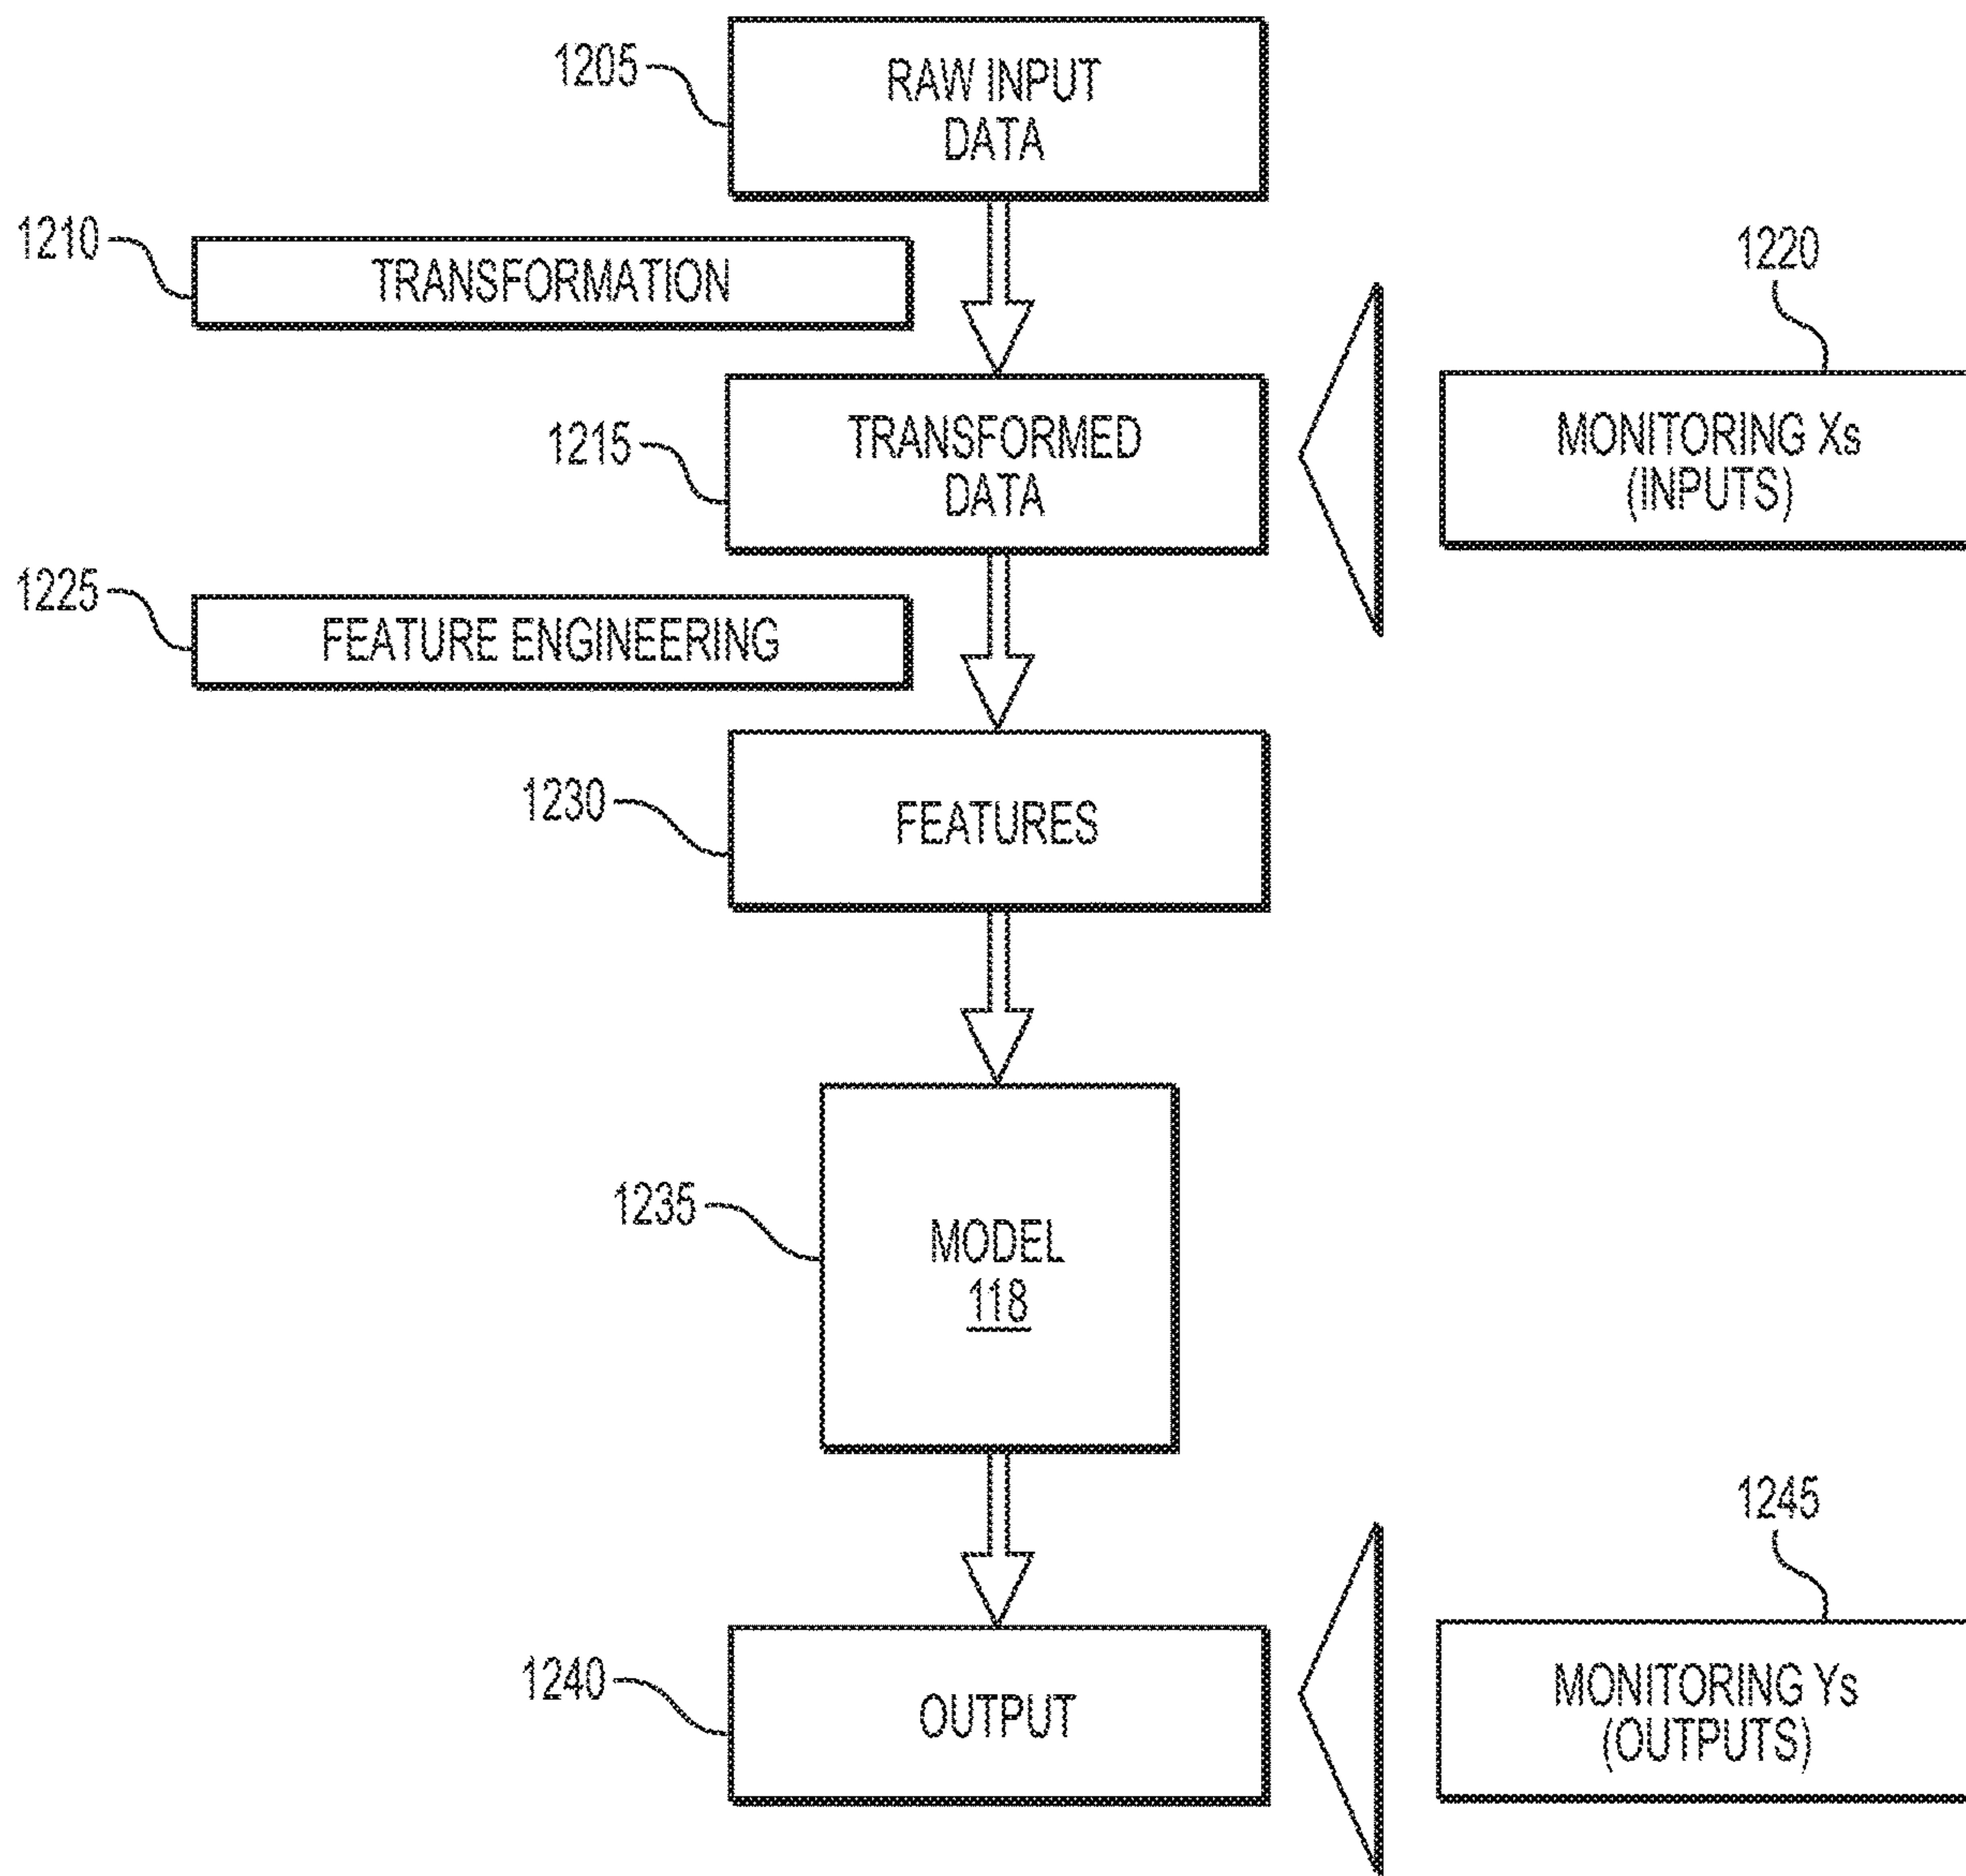 1205
RAW INPUT
DATA
1210
TRANSFORMATION
1220
1215
TRANSFORMED
DATA
MONITORING Xs
(INPUTS)
1225
FEATURE ENGINEERING
1230
FEATURES
1235
MODEL
118
1245
1240
OUTPUT
MONITORING Ys
(OUTPUTS)